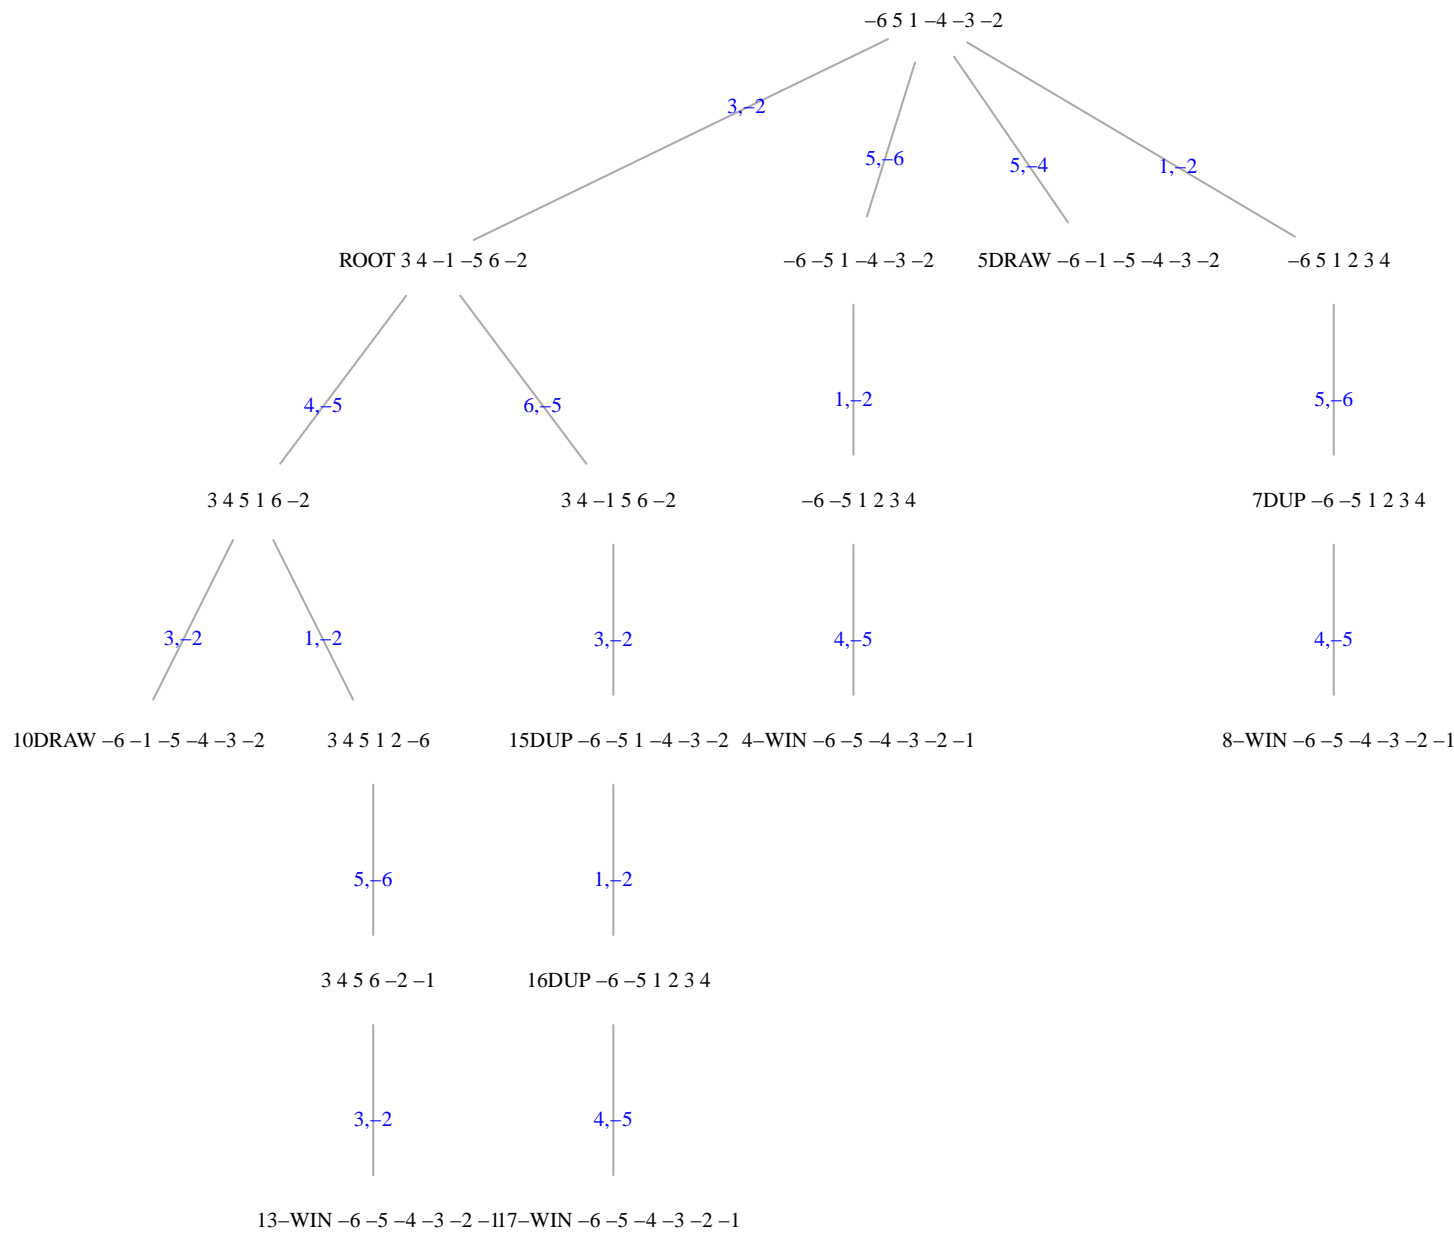 –6 5 1 –4 –3 –2
3,–2
5,–6
5,–4
1,–2
ROOT 3 4 –1 –5 6 –2
–6 –5 1 –4 –3 –2
5DRAW –6 –1 –5 –4 –3 –2
–6 5 1 2 3 4
4,–5
6,–5
1,–2
5,–6
3 4 5 1 6 –2
3 4 –1 5 6 –2
–6 –5 1 2 3 4
7DUP –6 –5 1 2 3 4
3,–2
1,–2
3,–2
4,–5
4,–5
10DRAW –6 –1 –5 –4 –3 –2
3 4 5 1 2 –6
15DUP –6 –5 1 –4 –3 –2
4–WIN –6 –5 –4 –3 –2 –1
8–WIN –6 –5 –4 –3 –2 –1
5,–6
1,–2
3 4 5 6 –2 –1
16DUP –6 –5 1 2 3 4
3,–2
4,–5
13–WIN –6 –5 –4 –3 –2 –1
17–WIN –6 –5 –4 –3 –2 –1